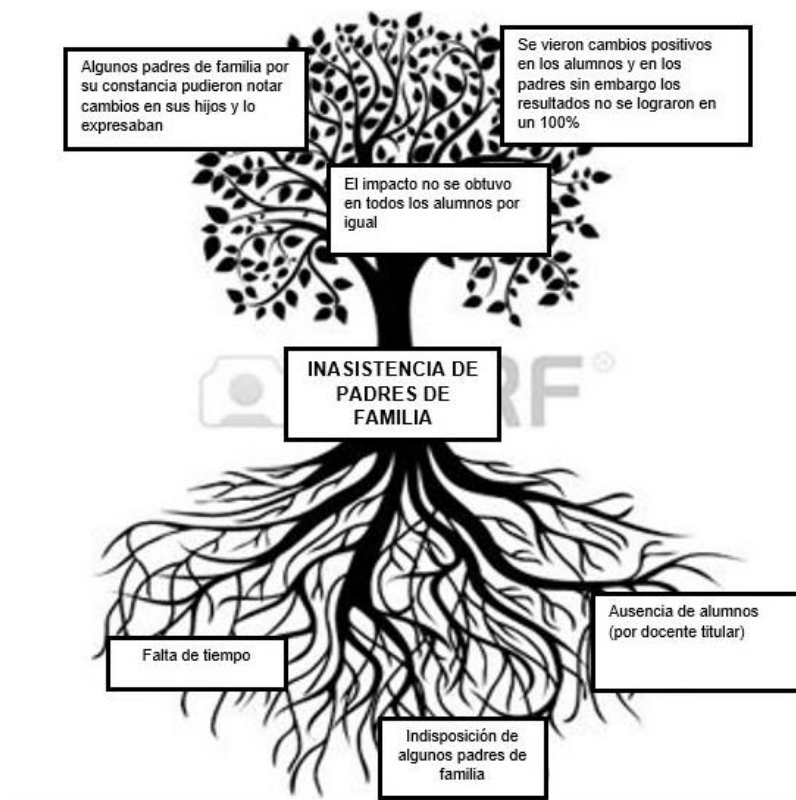 Algunos padres de familia por
su constancia pudieron notar
cambios en sus hijos y lo
expresaban
Se vieron cambios positivos
en los alumnos y en los
padres sin embargo los
resultados no se lograron en
un 100%
El impacto no se obtuvo
en todos los alumnos por
igual
INASISTENCIA DE
PADRES DE
FAMILIA
RF®
Falta de tiempo
Ausencia de alumnos
(por docente titular)
Indisposición de
algunos padres de
familia